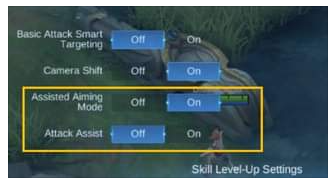 Basic Attack Smart
Targeting Off On
Camera Shift Off On
Assisted Aiming
Mode Off On
Attack Assist Off On
Skill Level-Up Settings